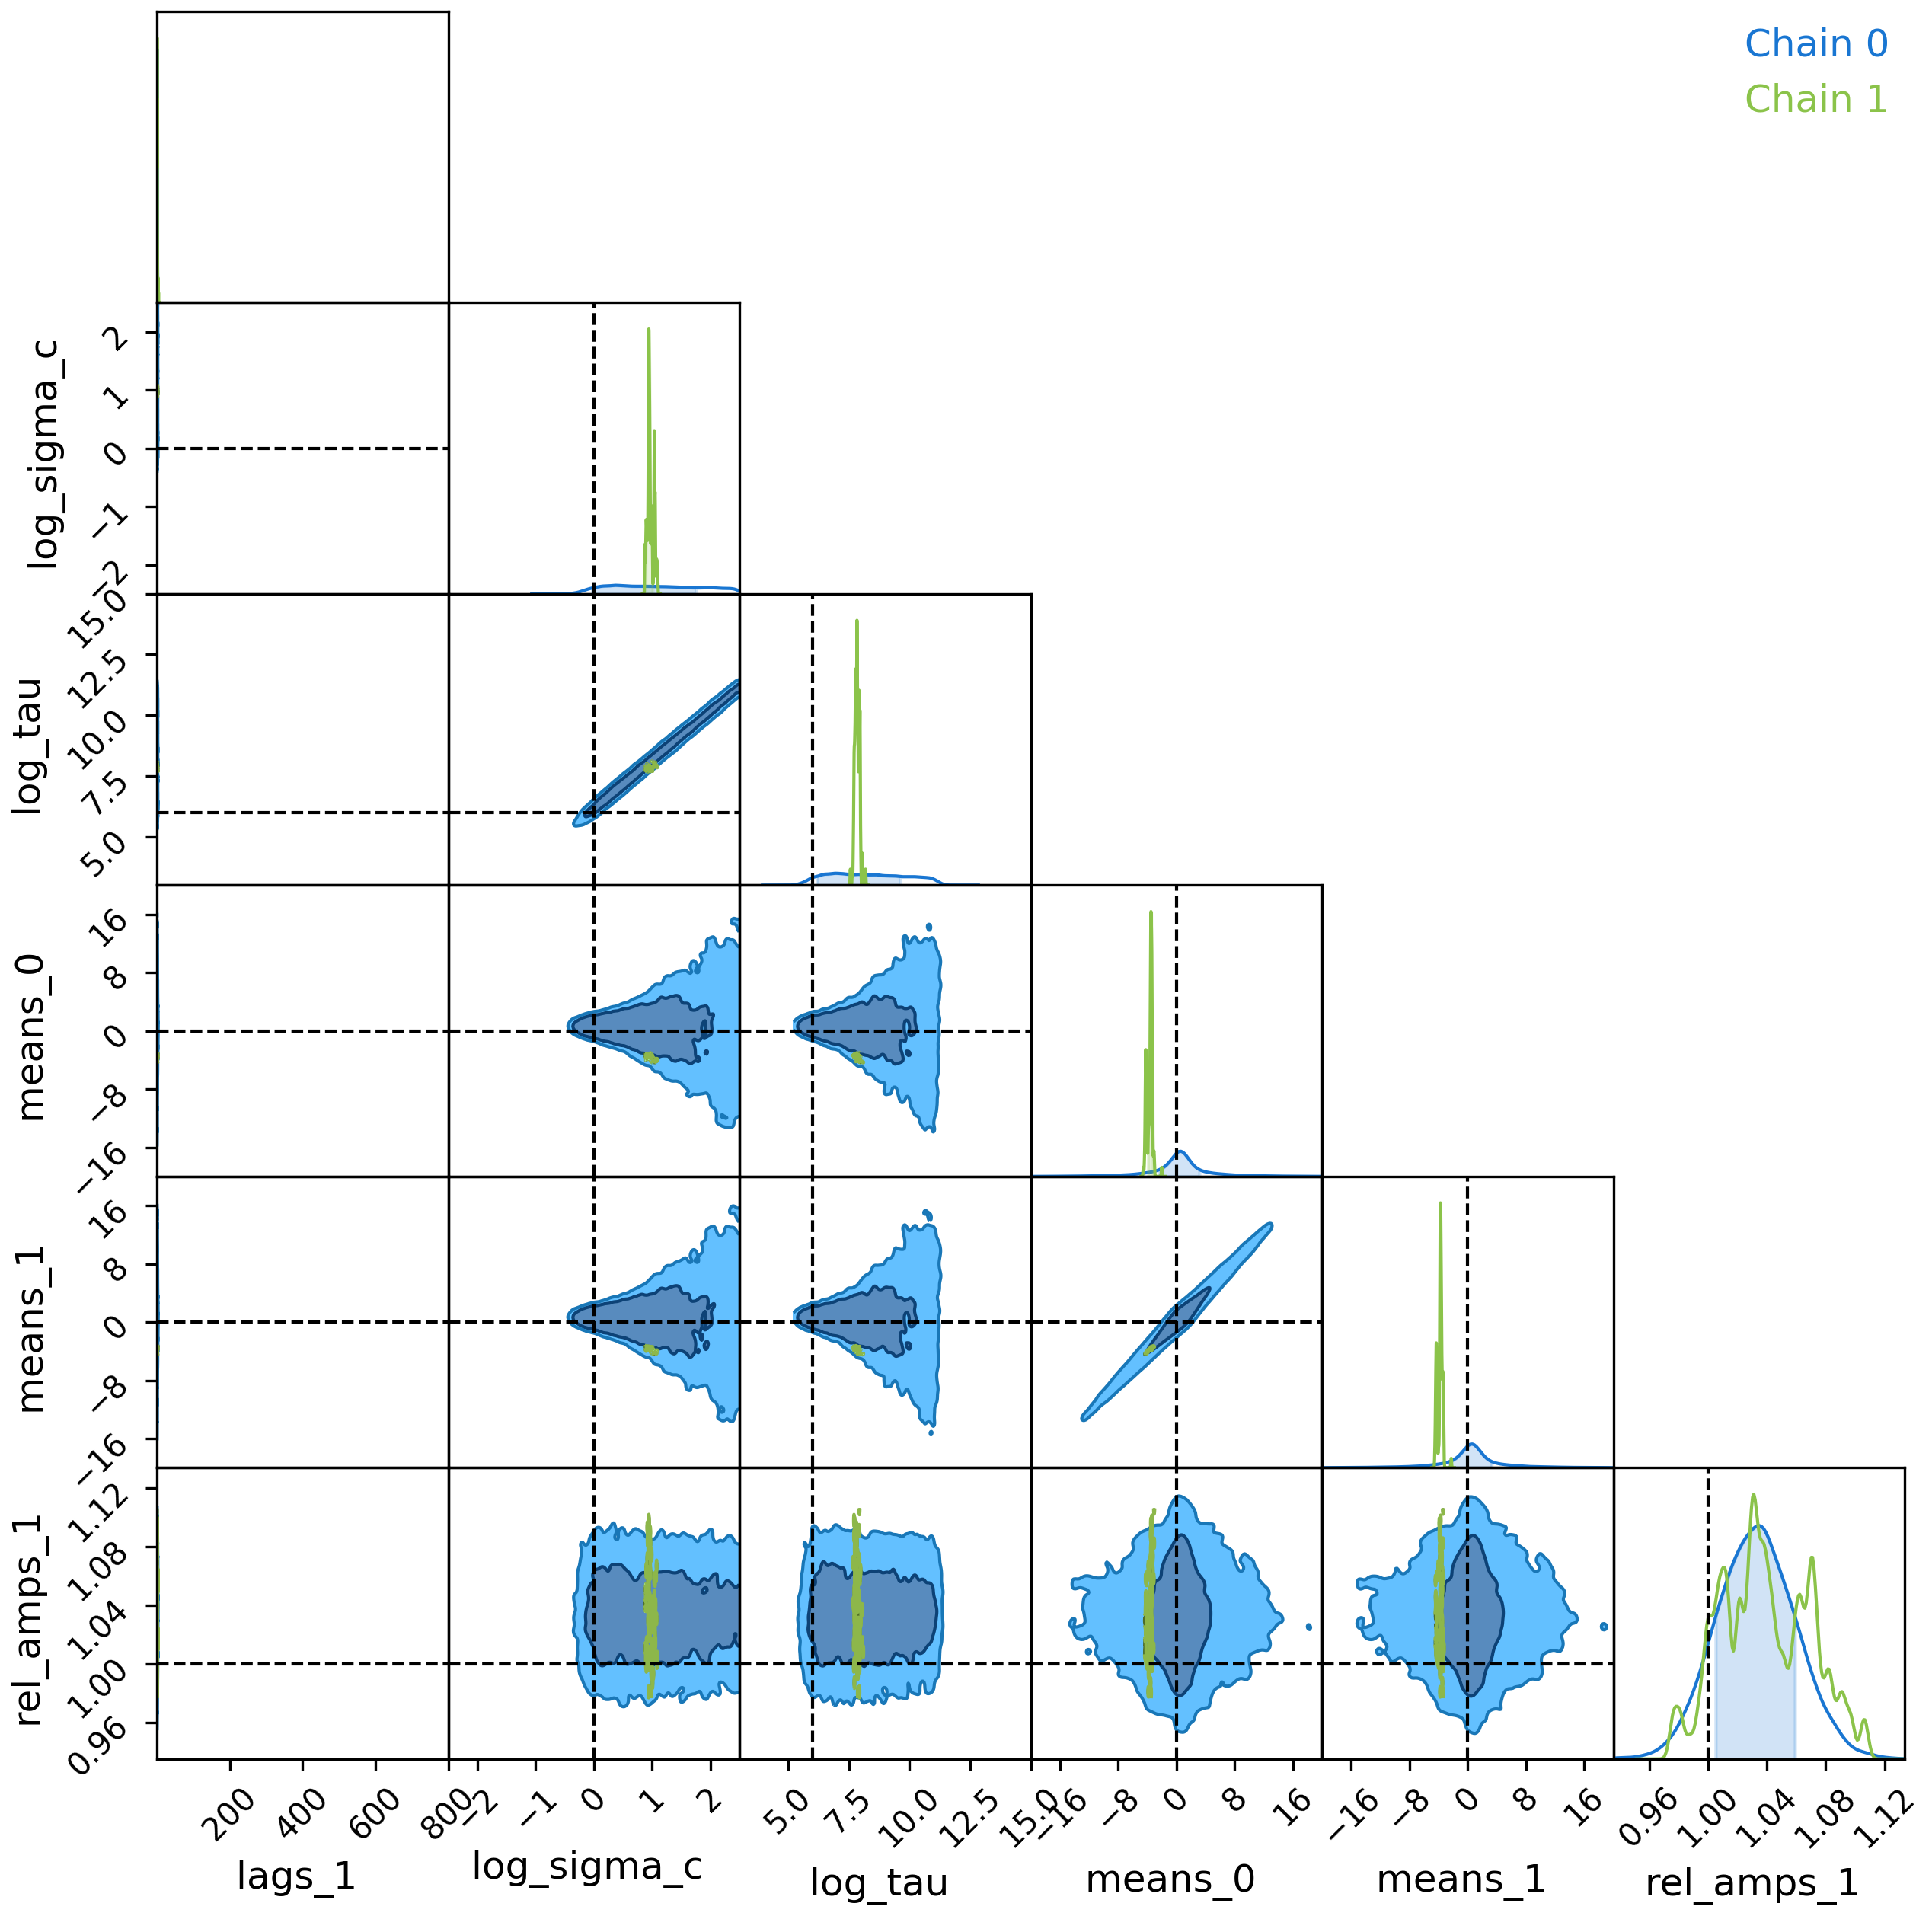 Chain 0
Chain 1
log_sigma_c
2
1
0
−1
−2
log_tau
15.0
12.5
10.0
7.5
5.0
means_0
16
8
0
−8
−16
means_1
16
8
0
−8
−16
rel_amps_1
1.12
1.08
1.04
1.00
0.96
200 400 600 800
−2 −1 0 1 2
5.0 7.5 10.0 12.5 15.0
−16 −8 0 8 16
−16 −8 0 8 16
0.96 1.00 1.04 1.08 1.12
lags_1 log_sigma_c log_tau means_0 means_1 rel_amps_1